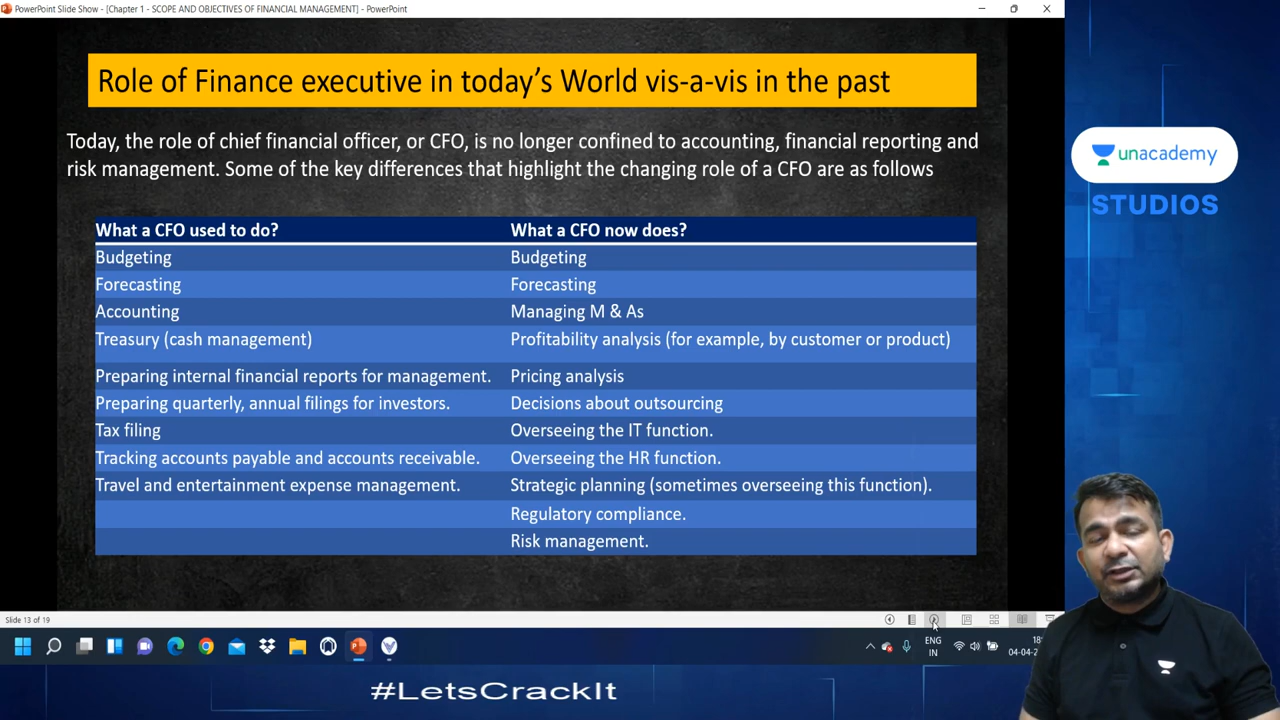 PowerPoint Slide Show - [Chapter 1 - SCOPE AND OBJECTIVES OF FINANCIAL MANAGEMENT] - PowerPoint
Role of Finance executive in today's World vis-a-vis in the past
Today, the role of chief financial officer, or CFO, is no longer confined to accounting, financial reporting and
risk management. Some of the key differences that highlight the changing role of a CFO are as follows
What a CFO used to do? What a CFO now does?
Budgeting Budgeting
Forecasting Forecasting
Accounting Managing M & As
Treasury (cash management) Profitability analysis (for example, by customer or product)
Preparing internal financial reports for management. Pricing analysis
Preparing quarterly, annual filings for investors. Decisions about outsourcing
Tax filing Overseeing the IT function.
Tracking accounts payable and accounts receivable. Overseeing the HR function.
Travel and entertainment expense management. Strategic planning (sometimes overseeing this function).
Regulatory compliance.
Risk management.
unacademy
STUDIOS
Slide 13 of 19
ENG
IN
18
04-04-2
#LetsCrackIt